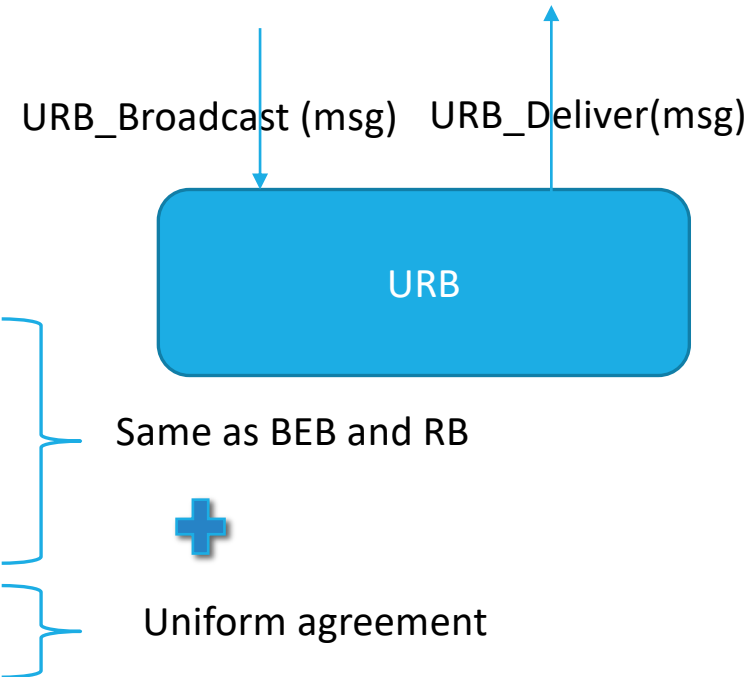 URB_Broadcast (msg) URB_Deliver(msg)
URB
Same as BEB and RB
Uniform agreement